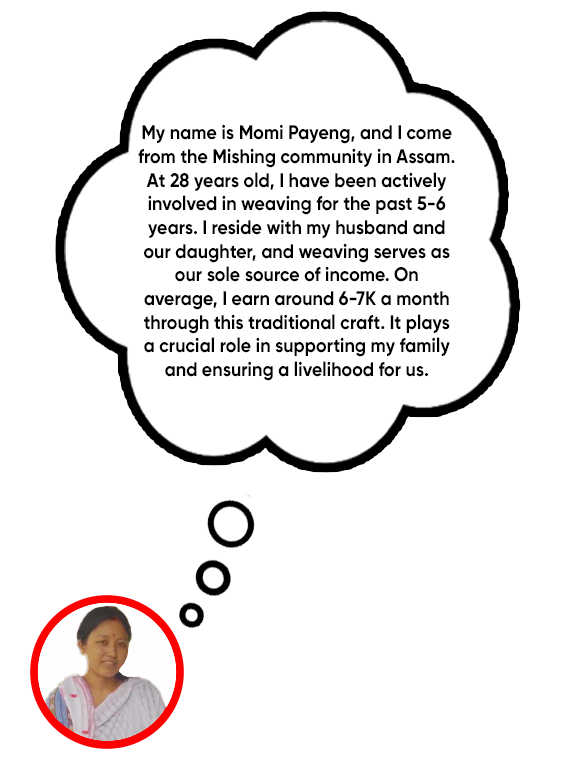 My name is Momi Payeng, and I come
from the Mishing community in Assam.
At 28 years old, I have been actively
involved in weaving for the past 5-6
years. I reside with my husband and
our daughter, and weaving serves as
our sole source of income. On
average, I earn around 6-7K a month
through this traditional craft. It plays
a crucial role in supporting my family
and ensuring a livelihood for us.